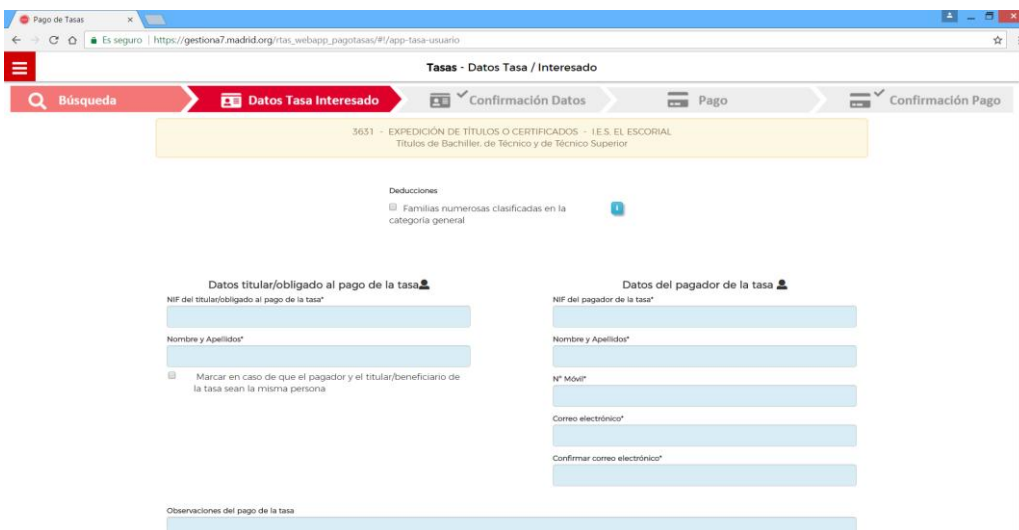 Pago de Tasas
Es seguro | https://gestiona7.madrid.org/rtas_webapp_pagotasas/#!/app-tasa-usuario
Tasas - Datos Tasa / Interesado
Búsqueda
Datos Tasa Interesado
Confirmación Datos
Pago
Confirmación Pago
3631 - EXPEDICIÓN DE TÍTULOS O CERTIFICADOS - I.E.S. EL ESCORIAL
Títulos de Bachiller, de Técnico y de Técnico Superior
Deducciones
Familias numerosas clasificadas en la
categoría general
Datos titular/obligado al pago de la tasa
NIF del titular/obligado al pago de la tasa*
Nombre y Apellidos*
Marcar en caso de que el pagador y el titular/beneficiario de
la tasa sean la misma persona
Datos del pagador de la tasa
NIF del pagador de la tasa*
Nombre y Apellidos*
Nº Móvil*
Correo electrónico*
Confirmar correo electrónico*
Observaciones del pago de la tasa